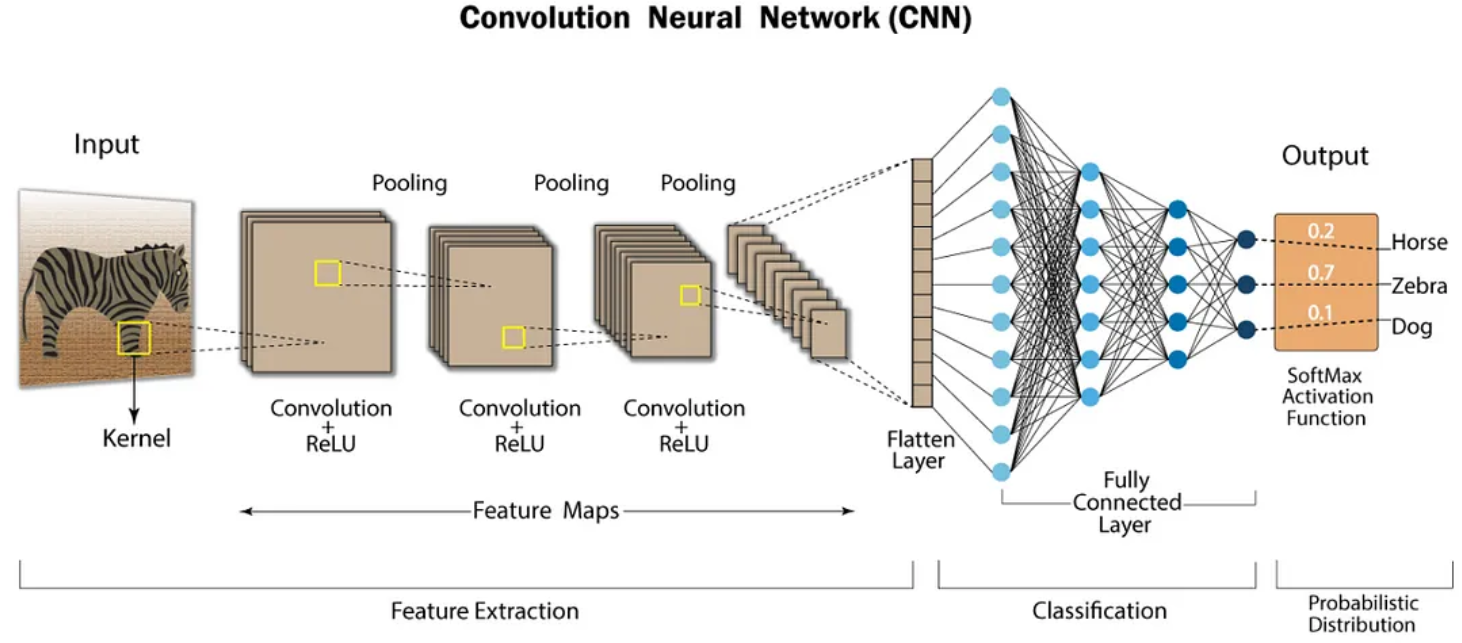 Convolution Neural Network (CNN)
Input
Pooling
Pooling
Pooling
Output
0.2
Horse
0.7
Zebra
0.1
Dog
Kernel
Convolution
+
ReLU
Convolution
+
ReLU
Convolution
+
ReLU
Flatten
Layer
SoftMax
Activation
Function
Feature Maps
Fully
Connected
Layer
Feature Extraction
Classification
Probabilistic
Distribution